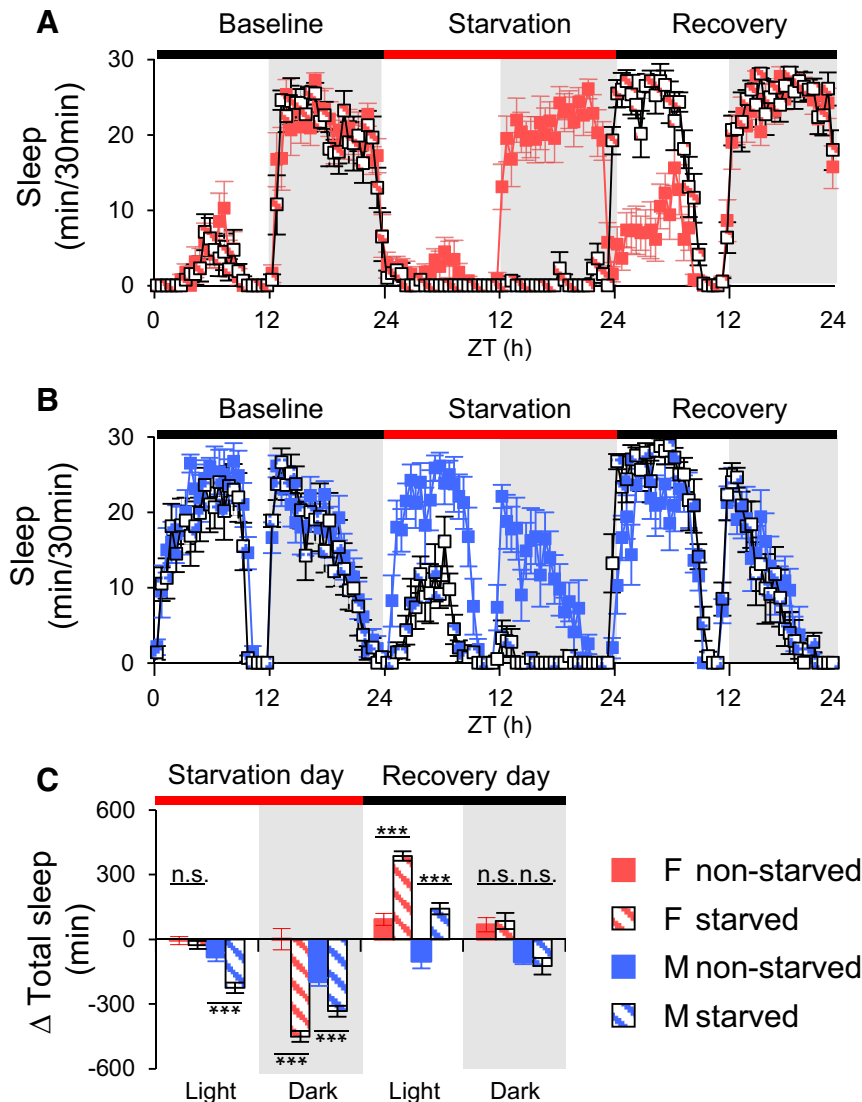 A
Baseline Starvation Recovery
Sleep
(min/30min)
30
20
10
0
0 12 24 12 24 12 24
ZT (h)
B
Baseline Starvation Recovery
Sleep
(min/30min)
30
20
10
0
0 12 24 12 24 12 24
ZT (h)
C
Starvation day Recovery day
Δ Total sleep
(min)
600
300
0
-300
-600
n.s. *** *** n.s. n.s.
*** *** ***
Light Dark Light Dark
F non-starved
F starved
M non-starved
M starved